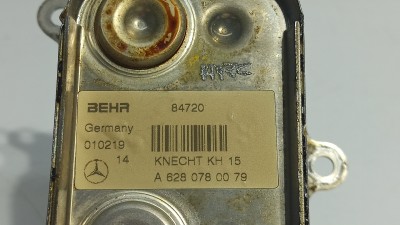 BEHR 84720
Germany
010219
14 KNECHT KH 15
A 628 078 00 79